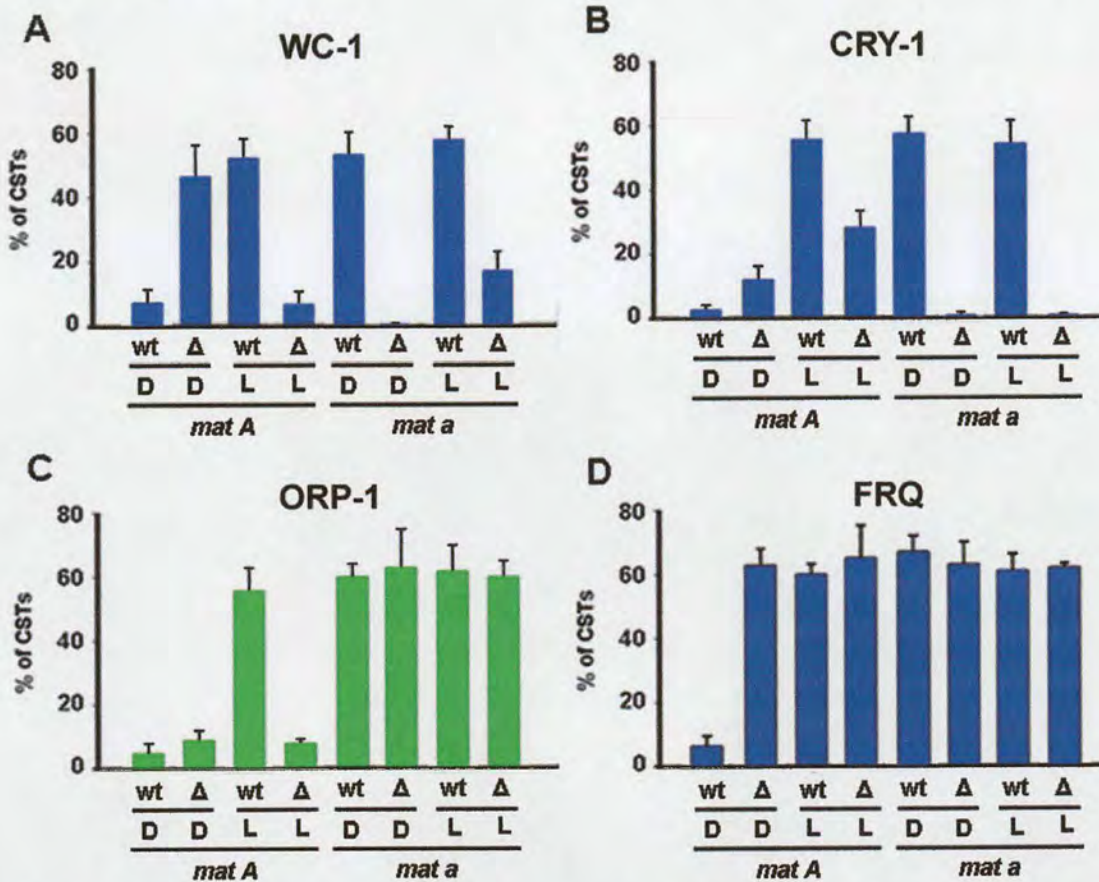 A
WC-1
80
60
40
20
0
% of CSTs
wt Δ wt Δ wt Δ wt Δ
D D L L D D L L
mat A mat a
B
CRY-1
80
60
40
20
0
% of CSTs
wt Δ wt Δ wt Δ wt Δ
D D L L D D L L
mat A mat a
C
ORP-1
80
60
40
20
0
% of CSTs
wt Δ wt Δ wt Δ wt Δ
D D L L D D L L
mat A mat a
D
FRQ
80
60
40
20
0
% of CSTs
wt Δ wt Δ wt Δ wt Δ
D D L L D D L L
mat A mat a